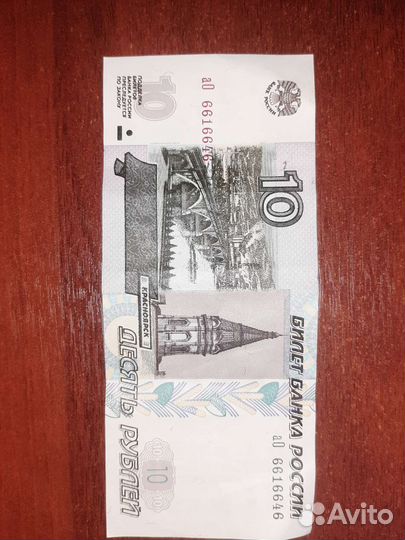 ПОДДЕЛКА
БИЛЕТОВ
БАНКА РОССИИ
ПРЕСЛЕДУЕТСЯ
ПО ЗАКОНУ
10
аО 6616646
БАНК РОССИИ
10
КРАСНОЯРСК
БИЛЕТ БАНКА РОССИИ
ДЕСЯТЬ РУБЛЕЙ
10
аО 6616646
Avito